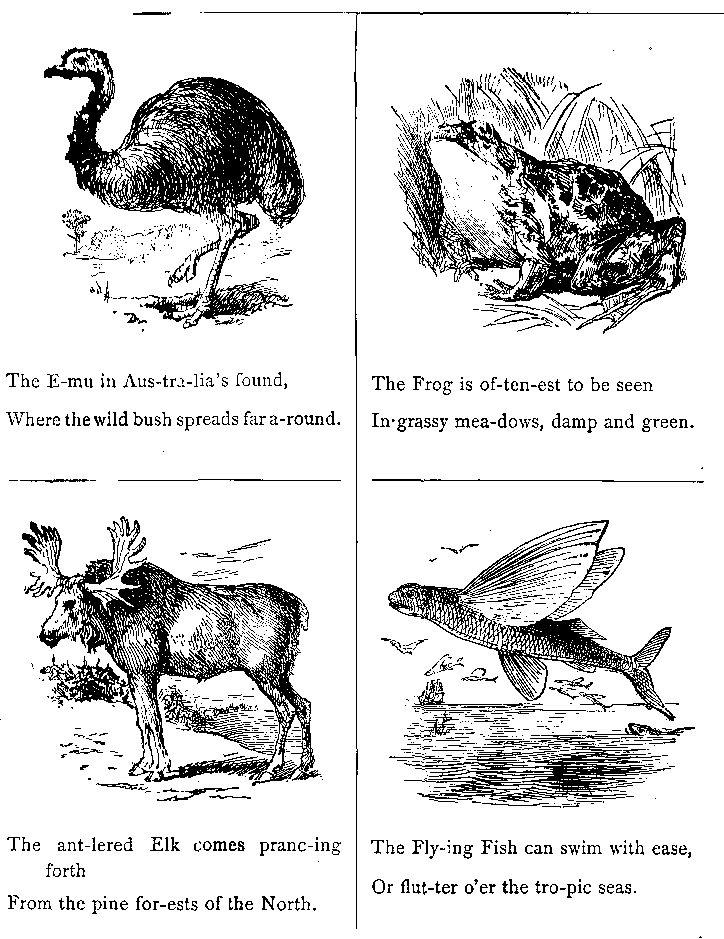 The E-mu in Aus-tra-lia's found,
Where the wild bush spreads far a-round.
The Frog is of-ten-est to be seen
In grassy mea-dows, damp and green.
The ant-lered Elk comes pranc-ing
forth
From the pine for-ests of the North.
The Fly-ing Fish can swim with ease,
Or flut-ter o'er the tro-pic seas.